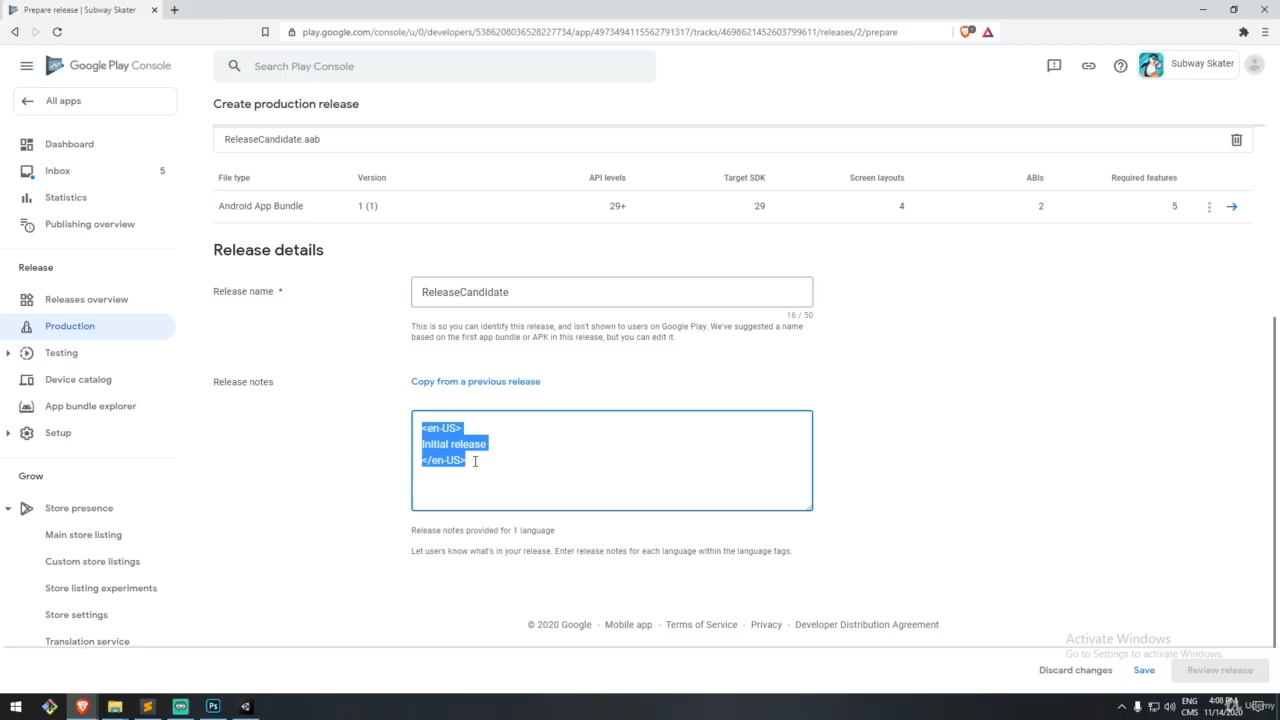 Prepare release | Subway Skater
play.google.com/console/u/0/developers/5386208036528227734/app/4973494115562791317/tracks/4698621452603799611/releases/2/prepare
Google Play Console
Search Play Console
Subway Skater
All apps
Create production release
ReleaseCandidate.aab
Dashboard
Inbox 5
Statistics
Publishing overview
File type Version API levels Target SDK Screen layouts ABIs Required features
Android App Bundle 1 (1) 29+ 29 4 2 5
Release details
Release
Releases overview
Production
Testing
Device catalog
App bundle explorer
Setup
Release name *
ReleaseCandidate
16 / 50
This is so you can identify this release, and isn't shown to users on Google Play. We've suggested a name
based on the first app bundle or APK in this release, but you can edit it.
Release notes
Copy from a previous release
<en-US>
Initial release
</en-US>
Release notes provided for 1 language
Let users know what's in your release. Enter release notes for each language within the language tags.
Grow
Store presence
Main store listing
Custom store listings
Store listing experiments
Store settings
Translation service
© 2020 Google · Mobile app · Terms of Service · Privacy · Developer Distribution Agreement
Activate Windows
Go to Settings to activate Windows.
Discard changes Save Review release
ENG
CMS
4:08 PM
11/14/2020
Udemy